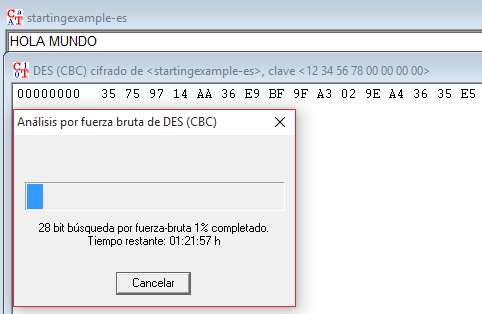 startingexample-es
HOLA MUNDO
DES (CBC) cifrado de <startingexample-es>, clave <12 34 56 78 00 00 00 00>
00000000 35 75 97 14 AA 36 E9 BF 9F A3 02 9E A4 36 35 E5
Análisis por fuerza bruta de DES (CBC)
28 bit búsqueda por fuerza-bruta 1% completado.
Tiempo restante: 01:21:57 h
Cancelar